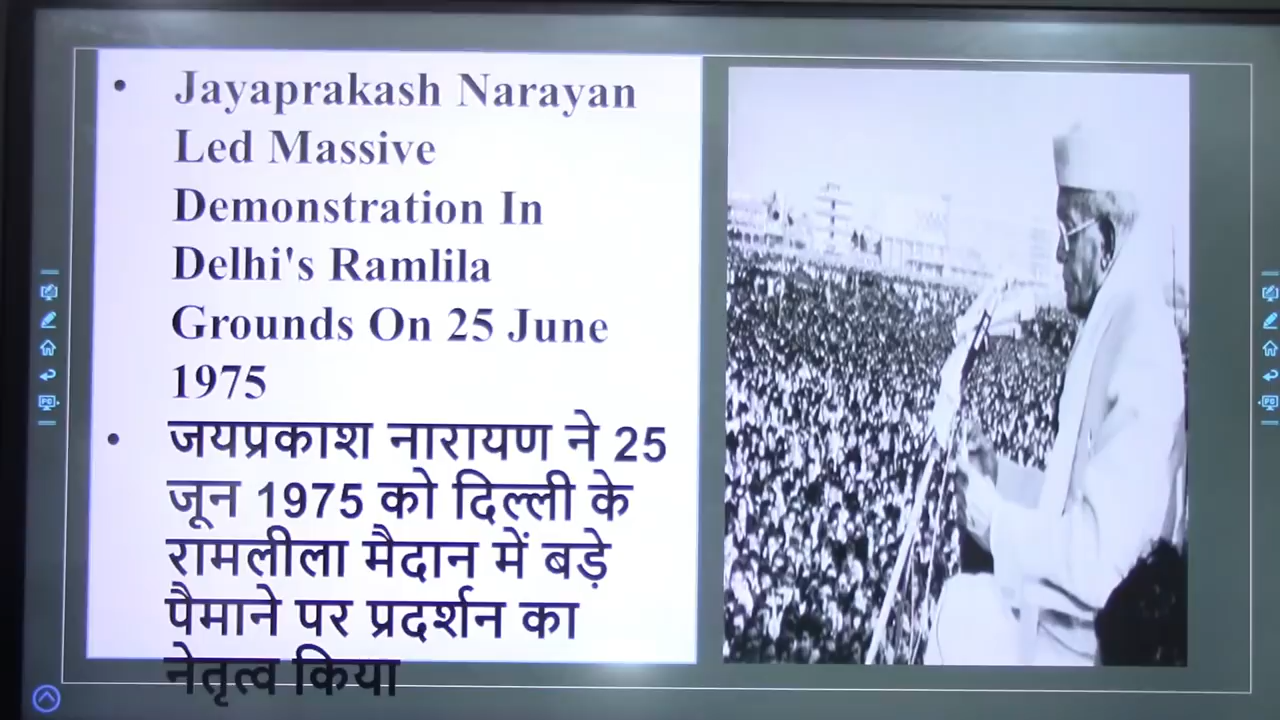 • Jayaprakash Narayan
Led Massive
Demonstration In
Delhi's Ramlila
Grounds On 25 June
1975
• जयप्रकाश नारायण ने 25
जून 1975 को दिल्ली के
रामलीला मैदान में बड़े
पैमाने पर प्रदर्शन का
नेतृत्व किया